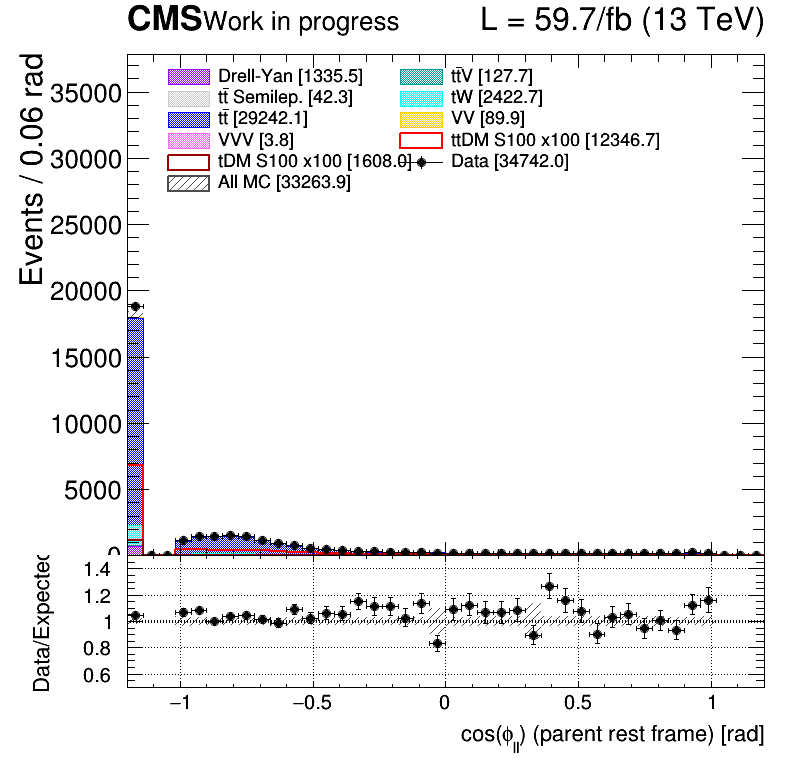 CMS Work in progress L = 59.7/fb (13 TeV)
Events / 0.06 rad
35000
30000
25000
20000
15000
10000
5000
0
Drell-Yan [1335.5]
tt̄V [127.7]
tt̄ Semilep. [42.3]
tW [2422.7]
tt̄ [29242.1]
VV [89.9]
VVV [3.8]
ttDM S100 x100 [12346.7]
tDM S100 x100 [1608.0]
Data [34742.0]
All MC [33263.9]
Data/Expected
1.4
1.2
1
0.8
0.6
−1 −0.5 0 0.5 1
cos(ϕ_ll) (parent rest frame) [rad]